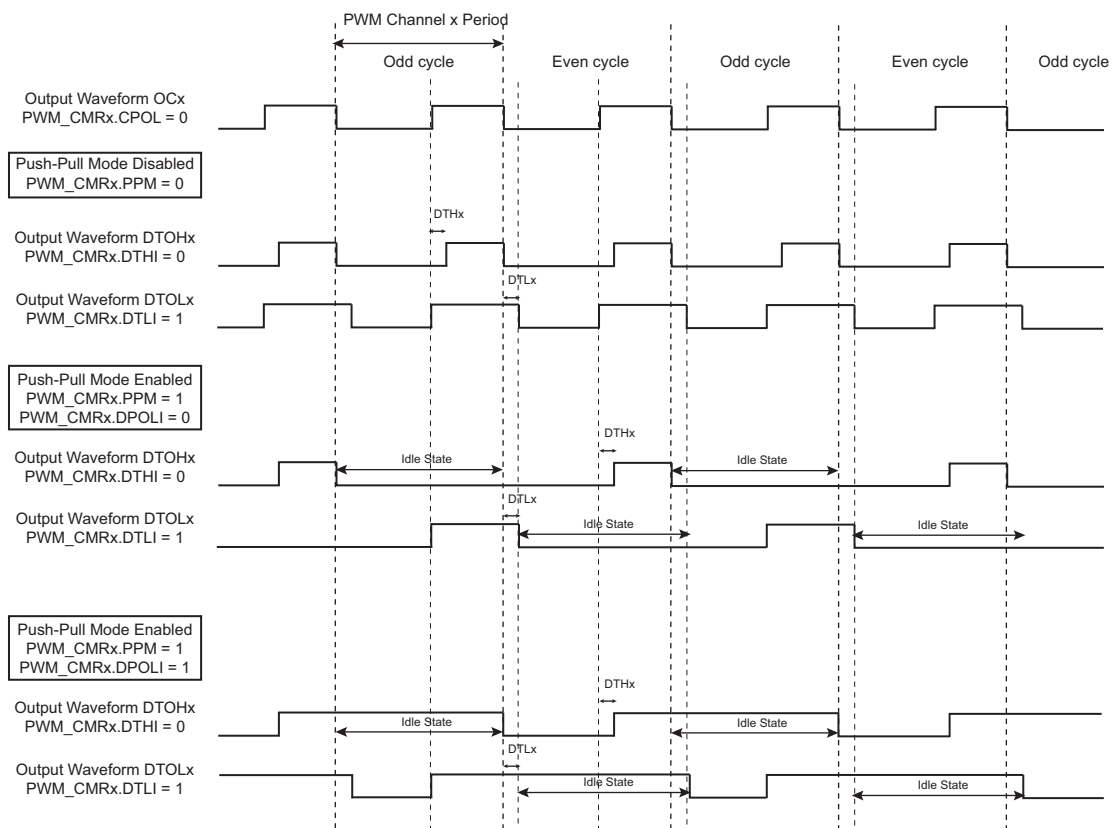 PWM Channel x Period
Odd cycle
Even cycle
Odd cycle
Even cycle
Odd cycle
Output Waveform OCx
PWM_CMRx.CPOL = 0
Push-Pull Mode Disabled
PWM_CMRx.PPM = 0
DTHx
Output Waveform DTOHx
PWM_CMRx.DTHI = 0
DTLx
Output Waveform DTOLx
PWM_CMRx.DTLI = 1
Push-Pull Mode Enabled
PWM_CMRx.PPM = 1
PWM_CMRx.DPOLI = 0
DTHx
Output Waveform DTOHx
PWM_CMRx.DTHI = 0
Idle State
Idle State
DTLx
Output Waveform DTOLx
PWM_CMRx.DTLI = 1
Idle State
Idle State
Push-Pull Mode Enabled
PWM_CMRx.PPM = 1
PWM_CMRx.DPOLI = 1
DTHx
Output Waveform DTOHx
PWM_CMRx.DTHI = 0
Idle State
Idle State
DTLx
Output Waveform DTOLx
PWM_CMRx.DTLI = 1
Idle State
Idle State